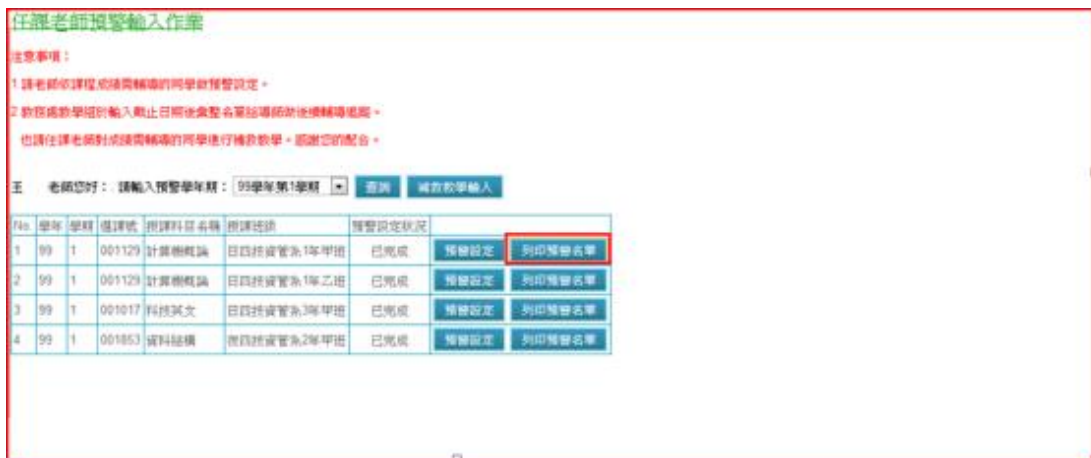 任課老師預警輸入作業
注意事項：
1.請老師依課程成績需輔導的同學做預警設定。
2.教務處教學組於輸入截止日期後彙整名單給導師做後續輔導追蹤。
也請任課老師對成績需輔導的同學進行補救教學。感謝您的配合。
王 老師您好： 請輸入預警學年期： 99學年第1學期 查詢 補救教學輸入
No. 學年 學期 選課號 授課科目名稱 授課班級 預警設定狀況
1 99 1 001129 計算機概論 日四技資管系1年甲班 已完成 預警設定 列印預警名單
2 99 1 001129 計算機概論 日四技資管系1年乙班 已完成 預警設定 列印預警名單
3 99 1 001017 科技英文 日四技資管系3年甲班 已完成 預警設定 列印預警名單
4 99 1 001853 資料結構 夜四技資管系2年甲班 已完成 預警設定 列印預警名單